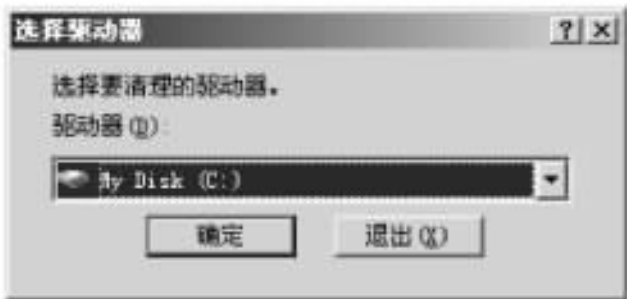 选择驱动器
选择要清理的驱动器。
驱动器(D):
My Disk (C:)
确定
退出(X)